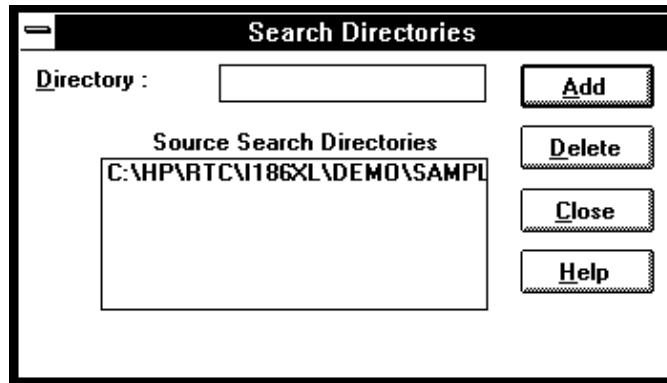 Search Directories
Directory :
Add
Source Search Directories
Delete
C:\HP\RTC\I186XL\DEMO\SAMPL
Close
Help